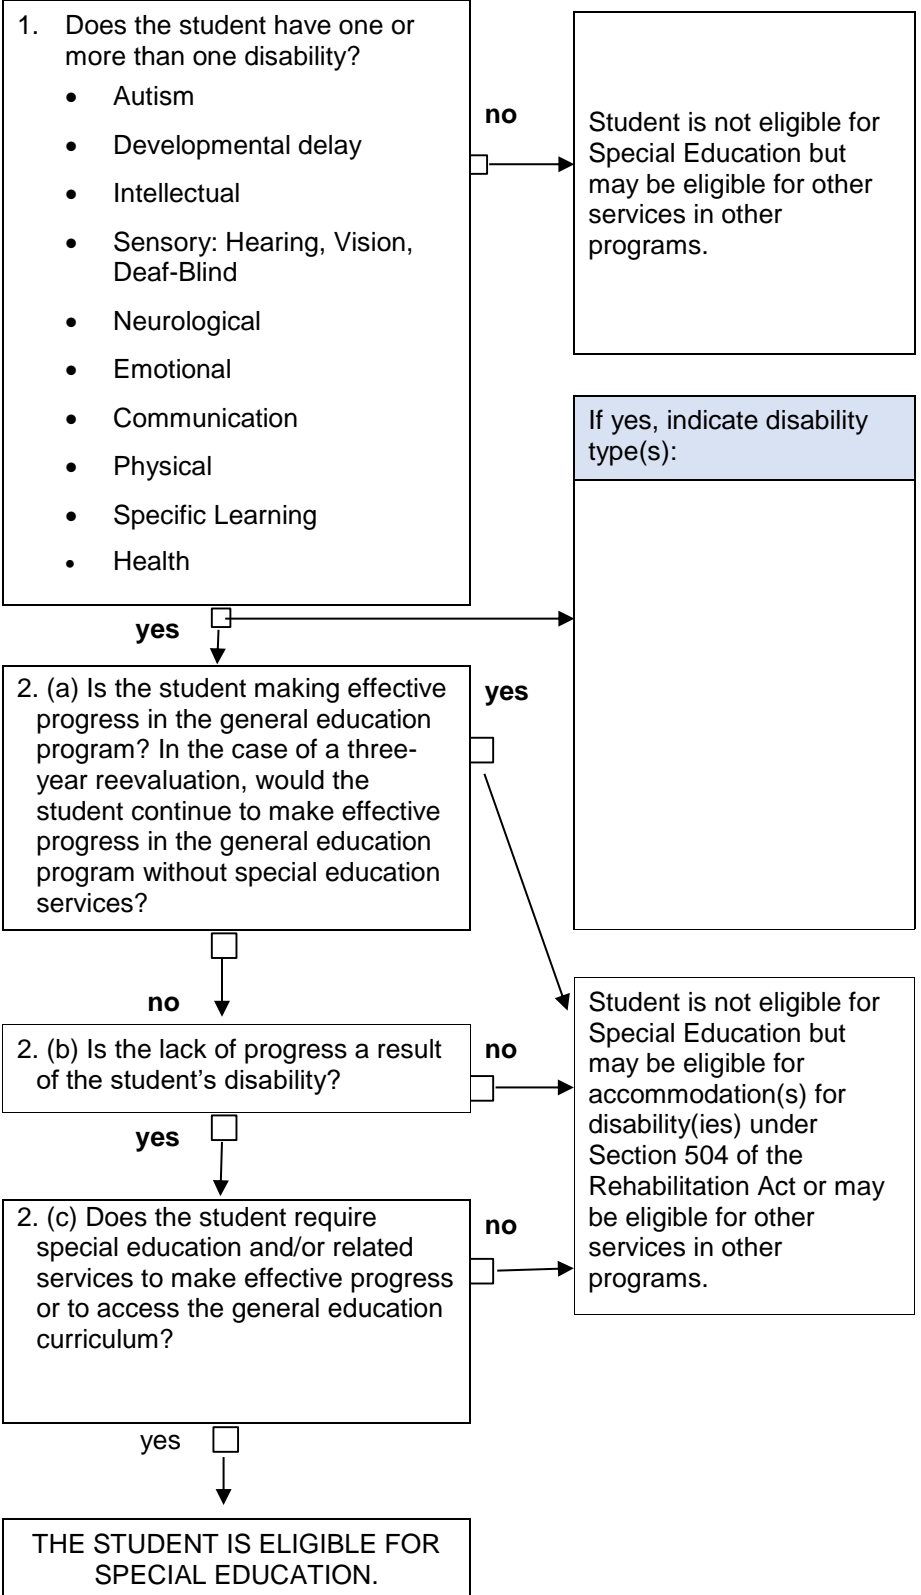 1. Does the student have one or
more than one disability?
• Autism
• Developmental delay
• Intellectual
• Sensory: Hearing, Vision,
Deaf-Blind
• Neurological
• Emotional
• Communication
• Physical
• Specific Learning
• Health
no
Student is not eligible for
Special Education but
may be eligible for other
services in other
programs.
If yes, indicate disability
type(s):
yes
2. (a) Is the student making effective
progress in the general education
program? In the case of a three-
year reevaluation, would the
student continue to make effective
progress in the general education
program without special education
services?
yes
no
2. (b) Is the lack of progress a result
of the student’s disability?
no
Student is not eligible for
Special Education but
may be eligible for
accommodation(s) for
disability(ies) under
Section 504 of the
Rehabilitation Act or may
be eligible for other
services in other
programs.
yes
2. (c) Does the student require
special education and/or related
services to make effective progress
or to access the general education
curriculum?
no
yes
THE STUDENT IS ELIGIBLE FOR
SPECIAL EDUCATION.